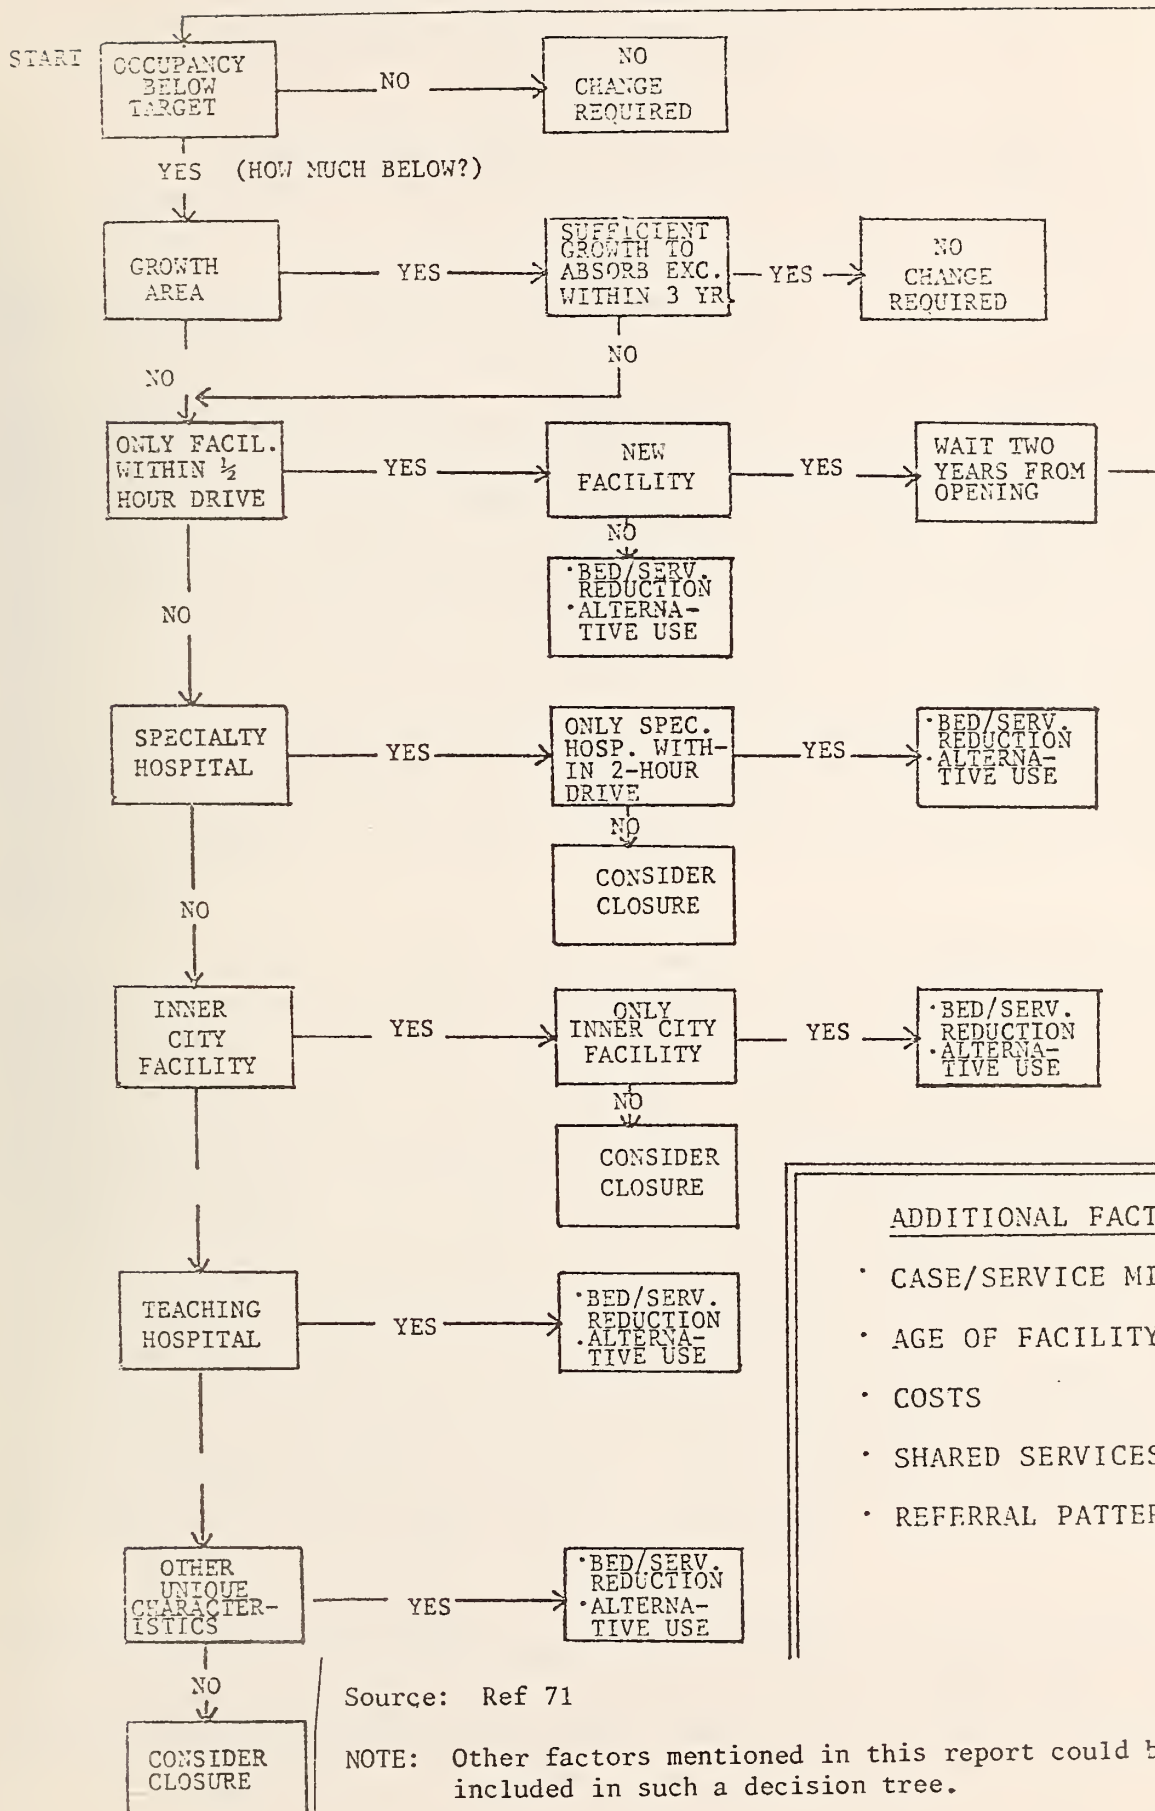 START
OCCUPANCY
BELOW
TARGET
NO
NO
CHANGE
REQUIRED
YES (HOW MUCH BELOW?)
GROWTH
AREA
YES
SUFFICIENT
GROWTH TO
ABSORB EXC.
WITHIN 3 YR.
YES
NO
CHANGE
REQUIRED
NO
NO
ONLY FACIL.
WITHIN ½
HOUR DRIVE
YES
NEW
FACILITY
YES
WAIT TWO
YEARS FROM
OPENING
NO
·BED/SERV.
REDUCTION
·ALTERNA-
TIVE USE
NO
SPECIALTY
HOSPITAL
YES
ONLY SPEC.
HOSP. WITH-
IN 2-HOUR
DRIVE
YES
·BED/SERV.
REDUCTION
·ALTERNA-
TIVE USE
NO
CONSIDER
CLOSURE
NO
INNER
CITY
FACILITY
YES
ONLY
INNER CITY
FACILITY
YES
·BED/SERV.
REDUCTION
·ALTERNA-
TIVE USE
NO
CONSIDER
CLOSURE
TEACHING
HOSPITAL
YES
·BED/SERV.
REDUCTION
·ALTERNA-
TIVE USE
ADDITIONAL FACT
· CASE/SERVICE MI
· AGE OF FACILITY
· COSTS
· SHARED SERVICES
· REFERRAL PATTER
OTHER
UNIQUE
CHARACTER-
ISTICS
YES
·BED/SERV.
REDUCTION
·ALTERNA-
TIVE USE
NO
CONSIDER
CLOSURE
Source: Ref 71
NOTE: Other factors mentioned in this report could b
included in such a decision tree.